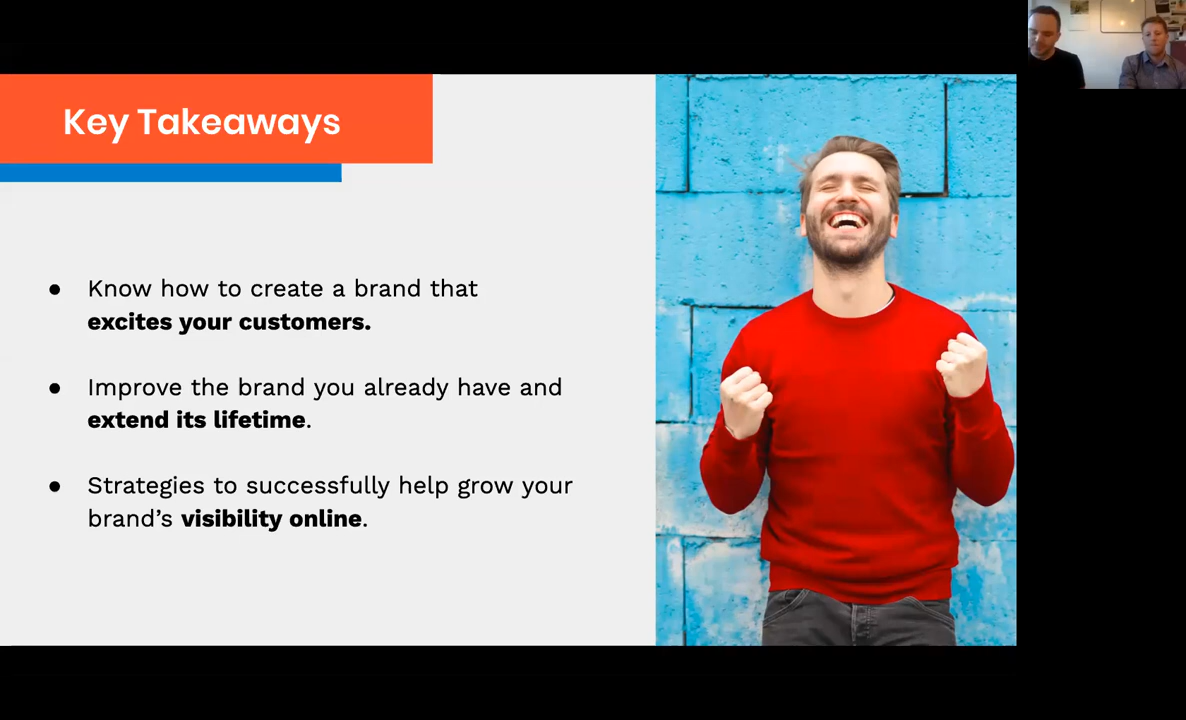 Key Takeaways
● Know how to create a brand that
excites your customers.
● Improve the brand you already have and
extend its lifetime.
● Strategies to successfully help grow your
brand’s visibility online.